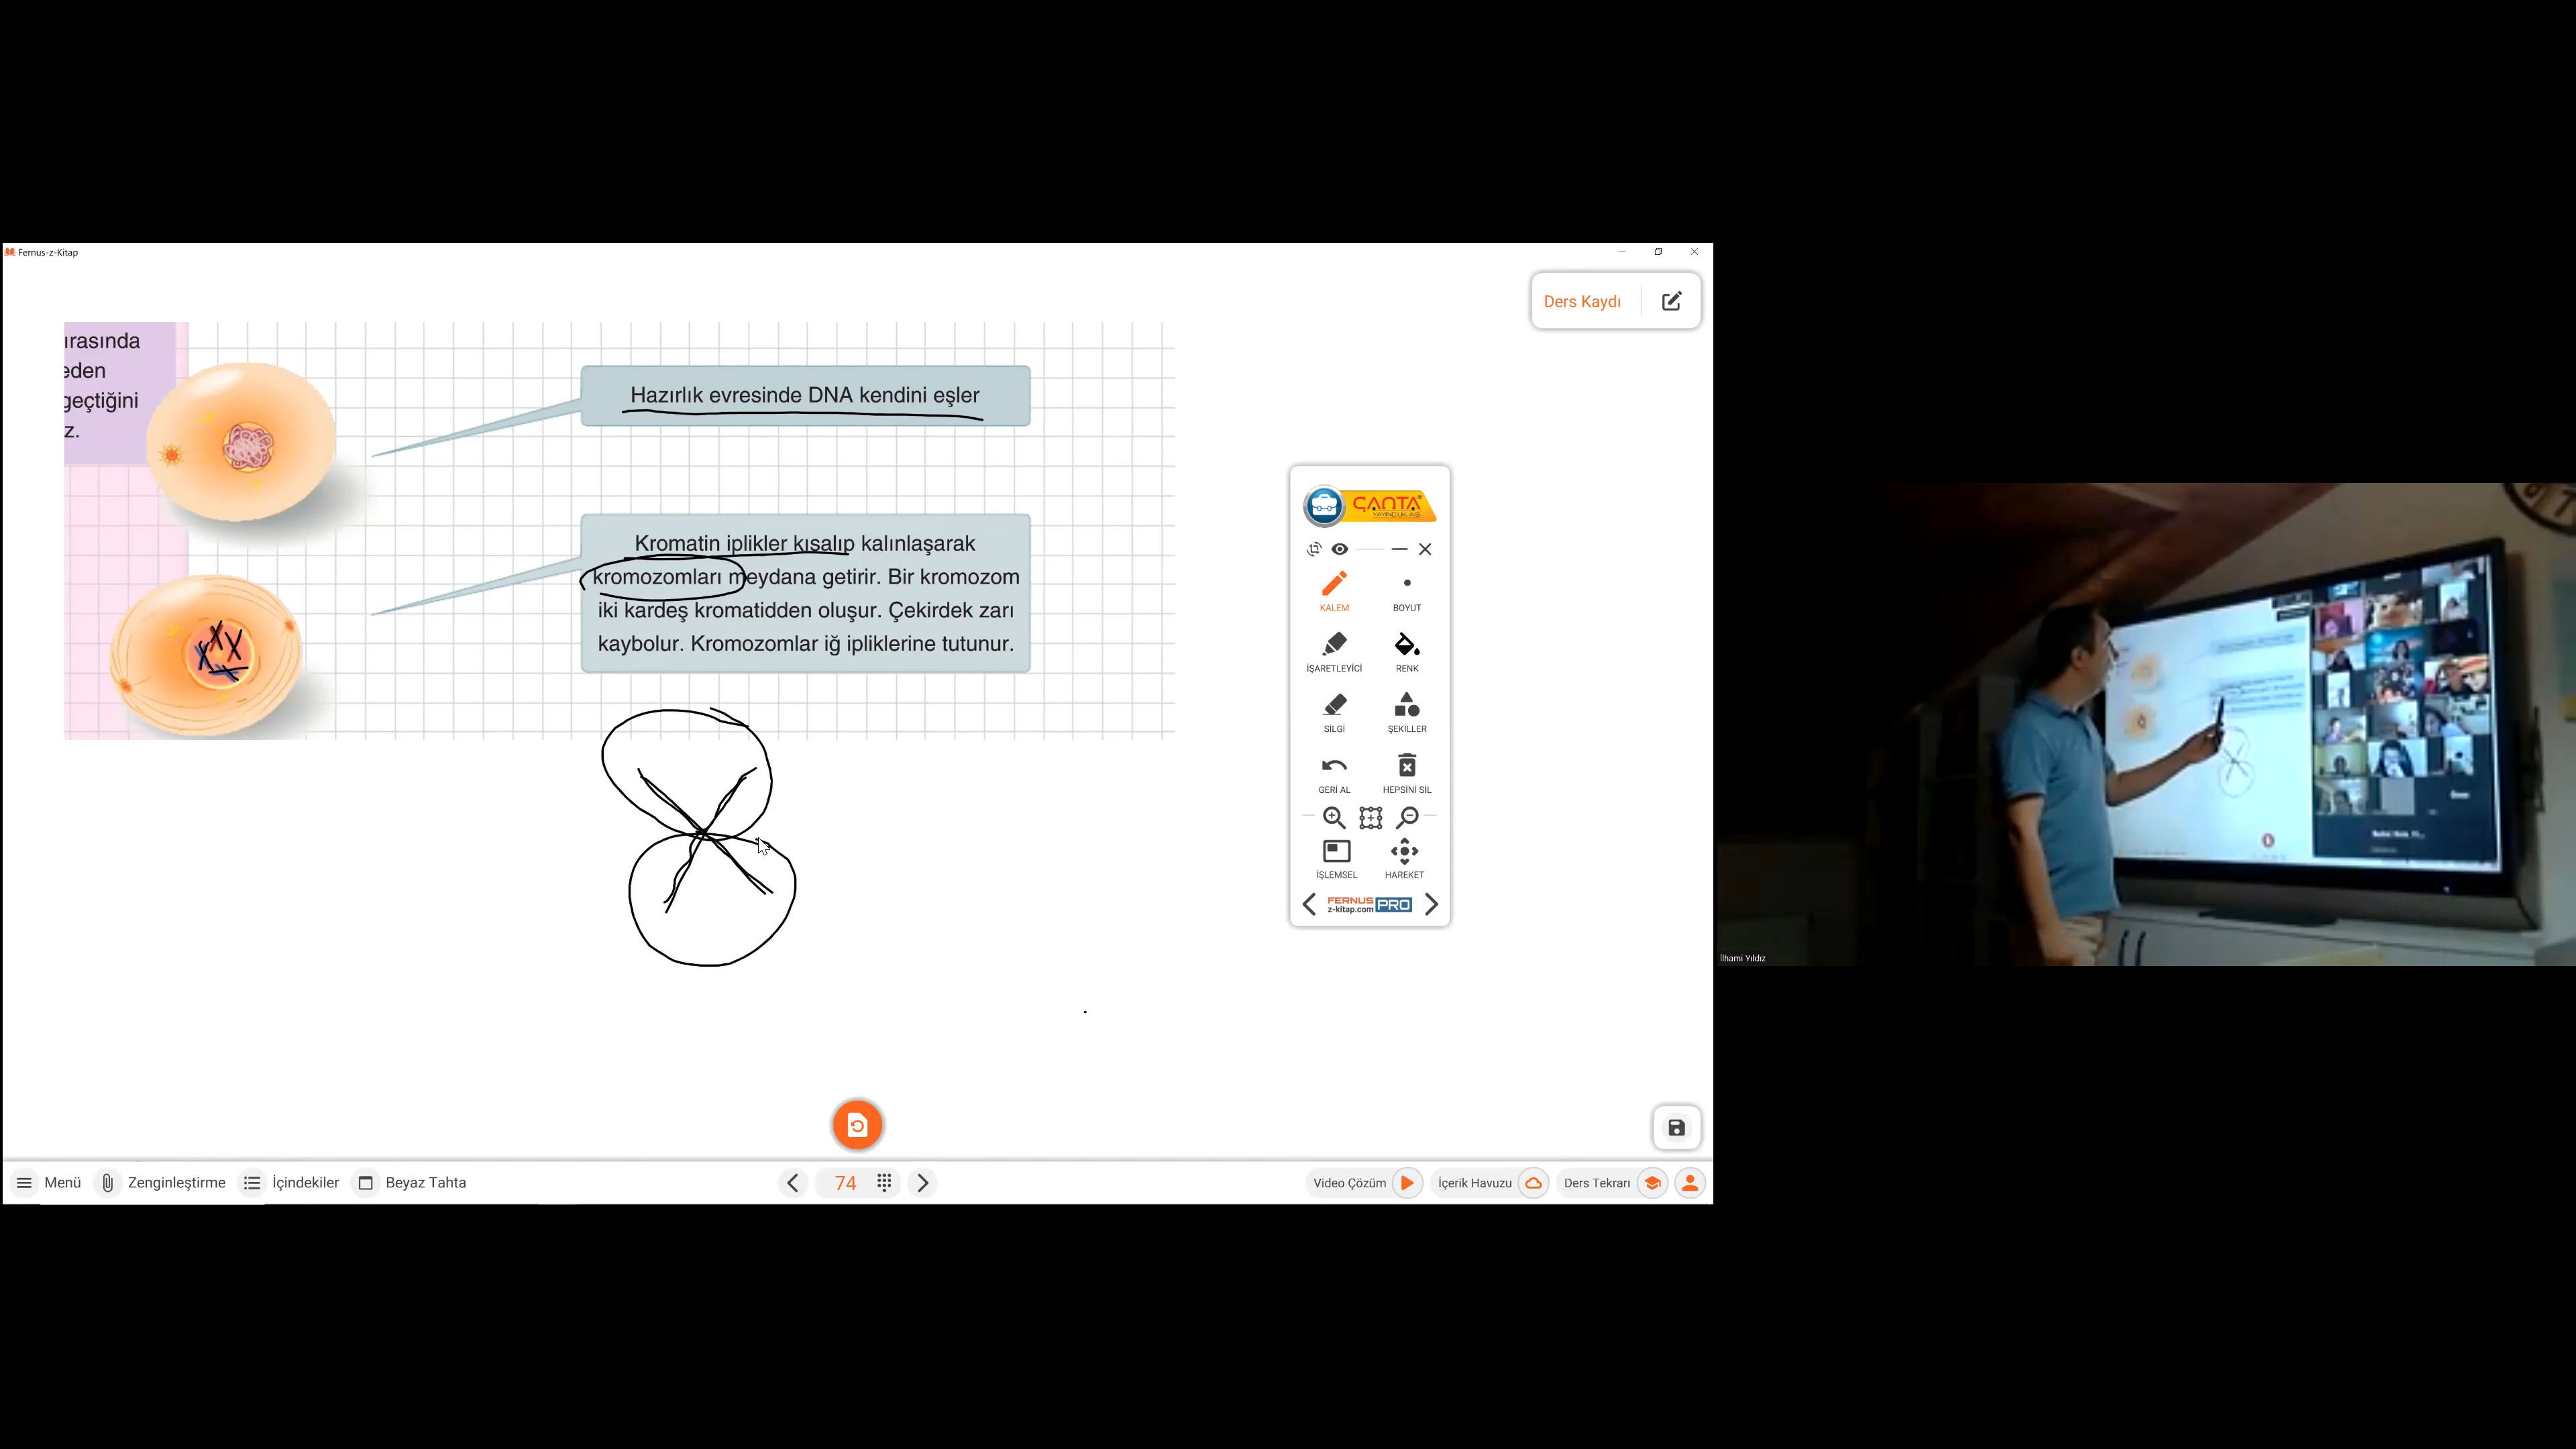 Fernus-z-Kitap
Ders Kaydı
ırasında
eden
geçtiğini
z.
Hazırlık evresinde DNA kendini eşler
Kromatin iplikler kısalıp kalınlaşarak
kromozomları meydana getirir. Bir kromozom
iki kardeş kromatidden oluşur. Çekirdek zarı
kaybolur. Kromozomlar iğ ipliklerine tutunur.
ÇANTA
YAYINCILIK A.Ş.
KALEM
BOYUT
İŞARETLEYİCİ
RENK
SİLGİ
ŞEKİLLER
GERİ AL
HEPSİNİ SİL
İŞLEMSEL
HAREKET
FERNUS
z-kitap.com
PRO
İlhami Yıldız
Menü
Zenginleştirme
İçindekiler
Beyaz Tahta
74
Video Çözüm
İçerik Havuzu
Ders Tekrarı